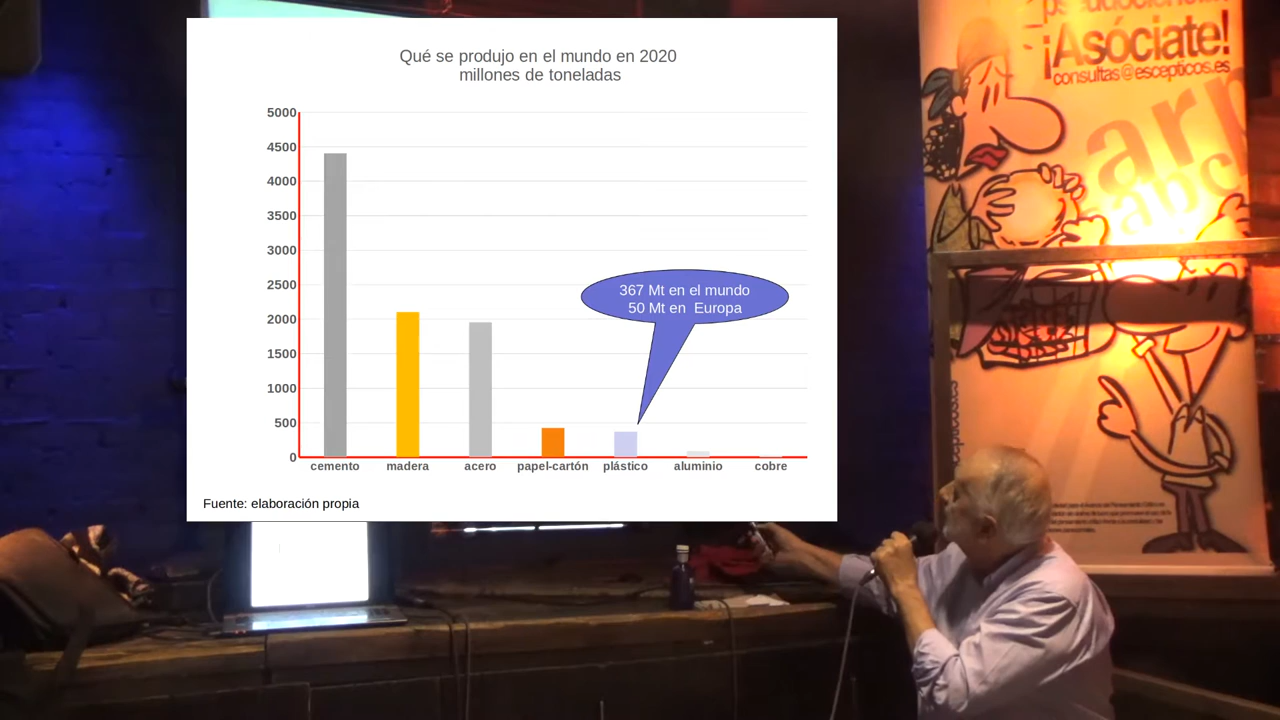 Qué se produjo en el mundo en 2020
millones de toneladas
5000
4500
4000
3500
3000
2500
2000
1500
1000
500
0
cemento madera acero papel-cartón plástico aluminio cobre
367 Mt en el mundo
50 Mt en Europa
Fuente: elaboración propia
¡Asóciate!
consultas@escepticos.es